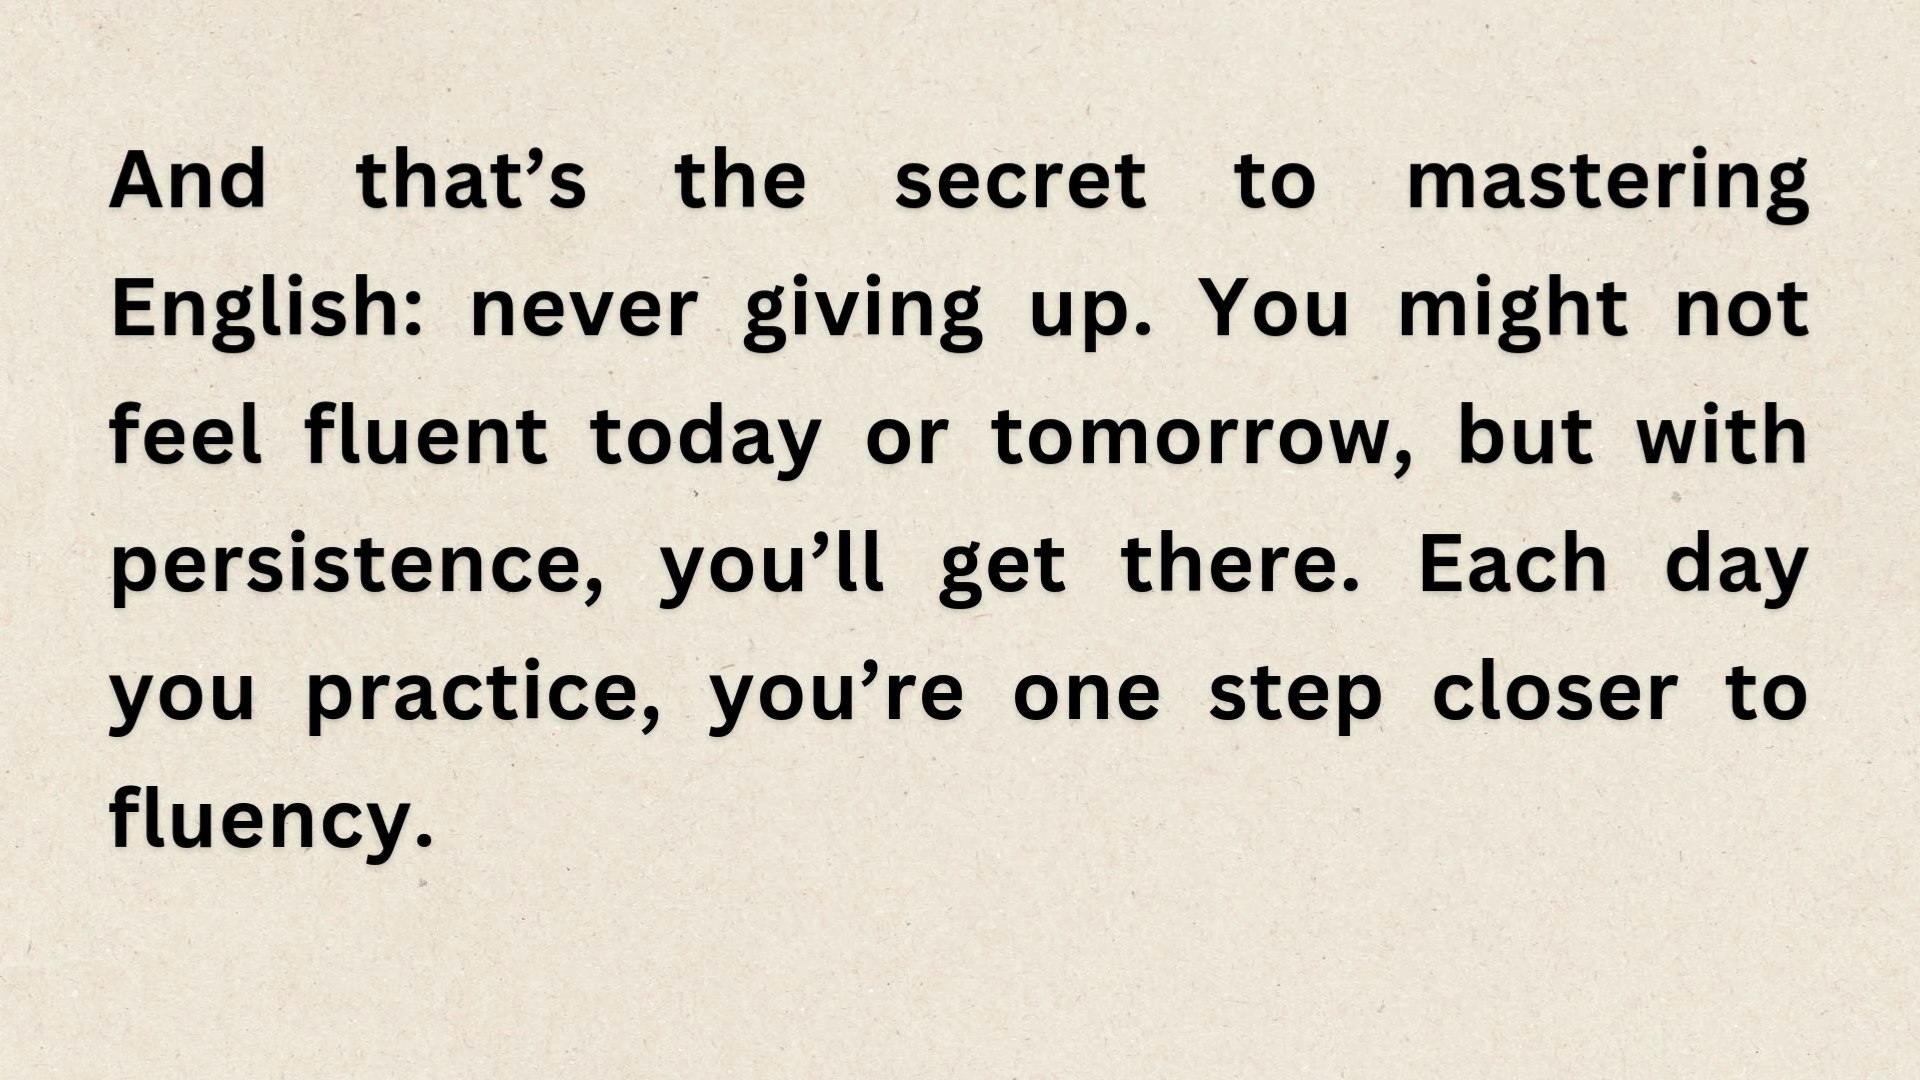 And that’s the secret to mastering
English: never giving up. You might not
feel fluent today or tomorrow, but with
persistence, you’ll get there. Each day
you practice, you’re one step closer to
fluency.